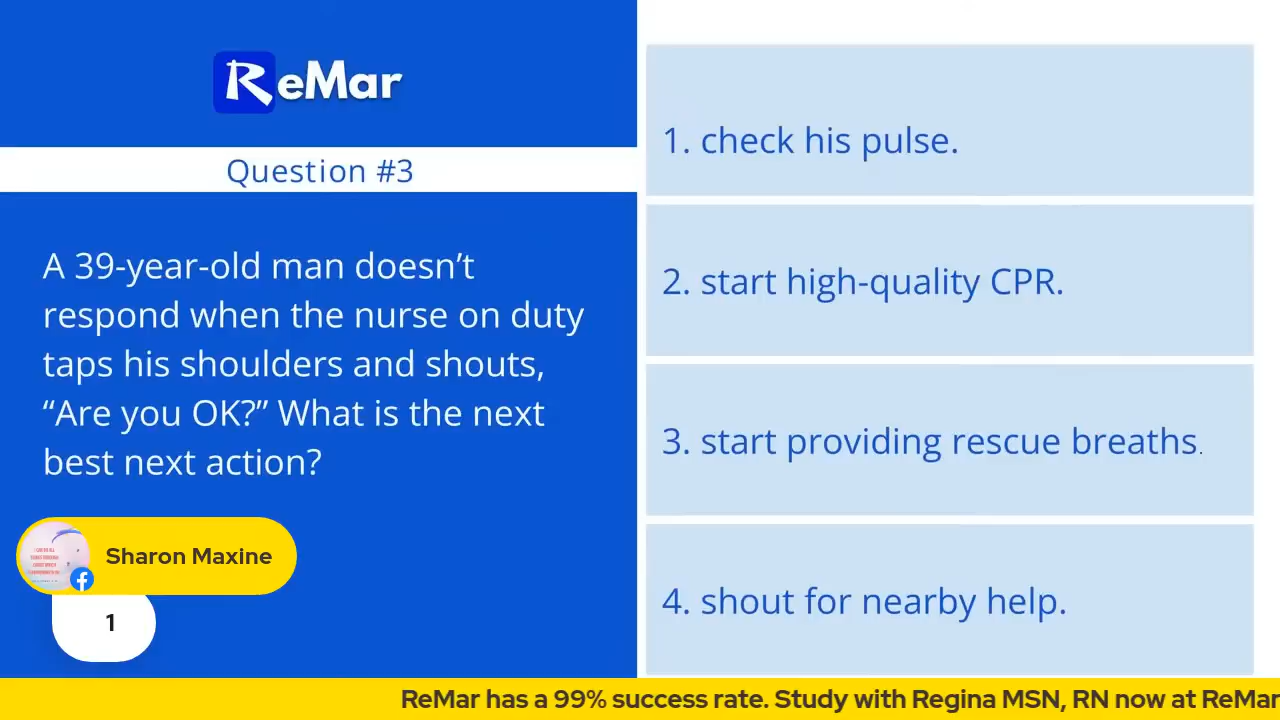 ReMar
Question #3
A 39-year-old man doesn’t
respond when the nurse on duty
taps his shoulders and shouts,
“Are you OK?” What is the next
best next action?
1. check his pulse.
2. start high-quality CPR.
3. start providing rescue breaths.
4. shout for nearby help.
Sharon Maxine
1
ReMar has a 99% success rate. Study with Regina MSN, RN now at ReMar